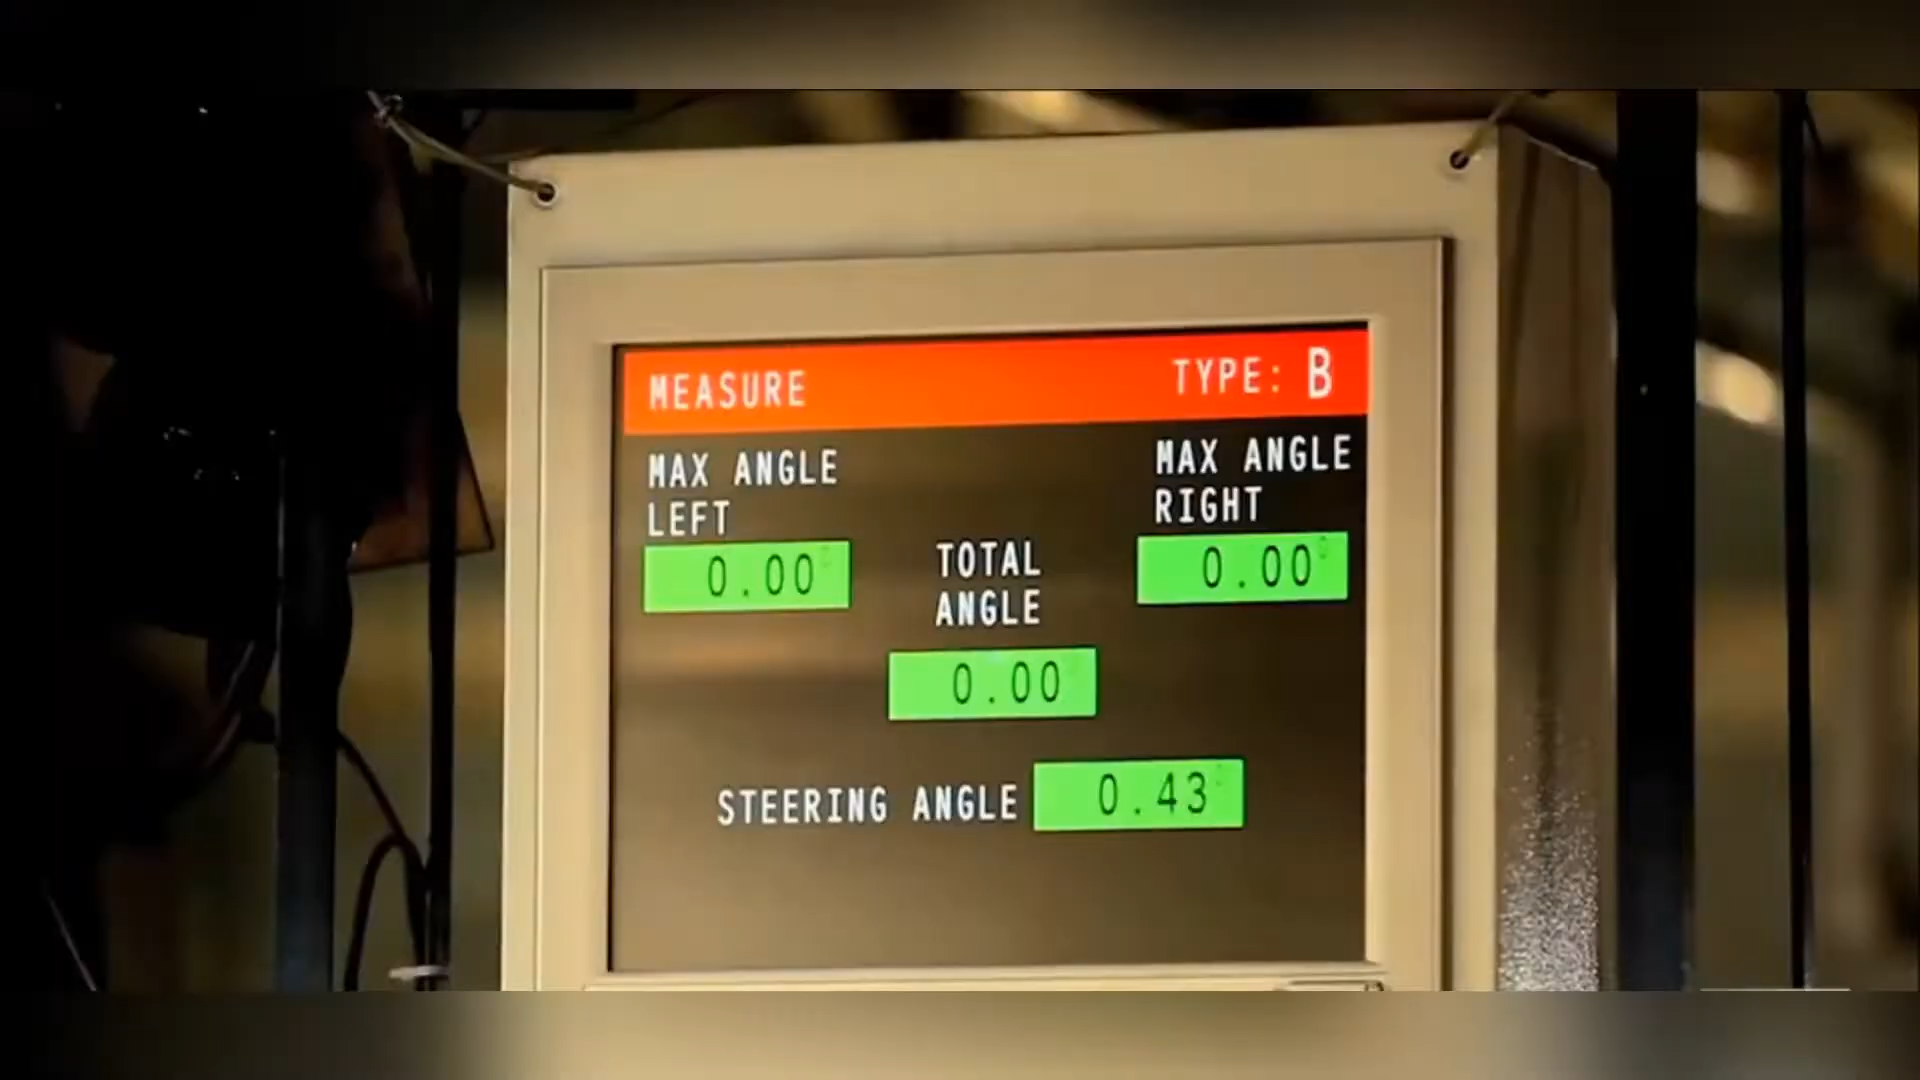 MEASURE TYPE: B
MAX ANGLE
LEFT
0.00°
MAX ANGLE
RIGHT
0.00°
TOTAL
ANGLE
0.00°
STEERING ANGLE 0.43°